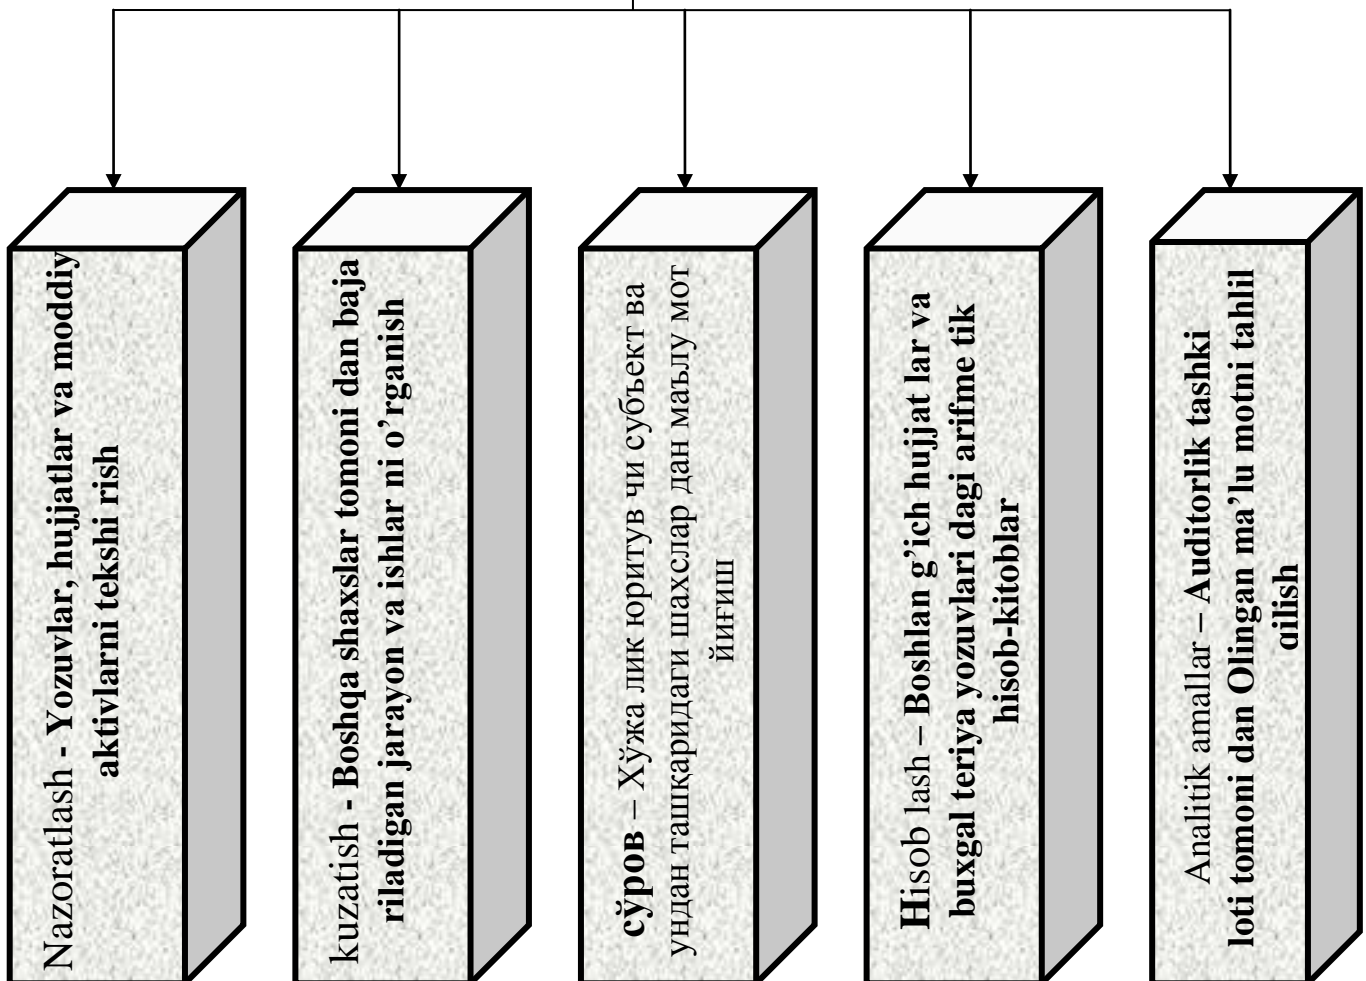 Nazoratlash - Yozuvlar, hujjatlar va moddiy
aktivlarni tekshi rish
kuzatish - Boshqa shaxslar tomoni dan baja
riladigan jarayon va ishlar ni o’rganish
сўров – Хўжа лик юритув чи субъект ва
ундан ташқаридаги шахслар дан маълу мот
йиғиш
Hisob lash – Boshlan g’ich hujjat lar va
buxgal teriya yozuvlari dagi arifme tik
hisob-kitoblar
Analitik amallar – Auditorlik tashki
loti tomoni dan Olingan ma’lu motni tahlil
qilish